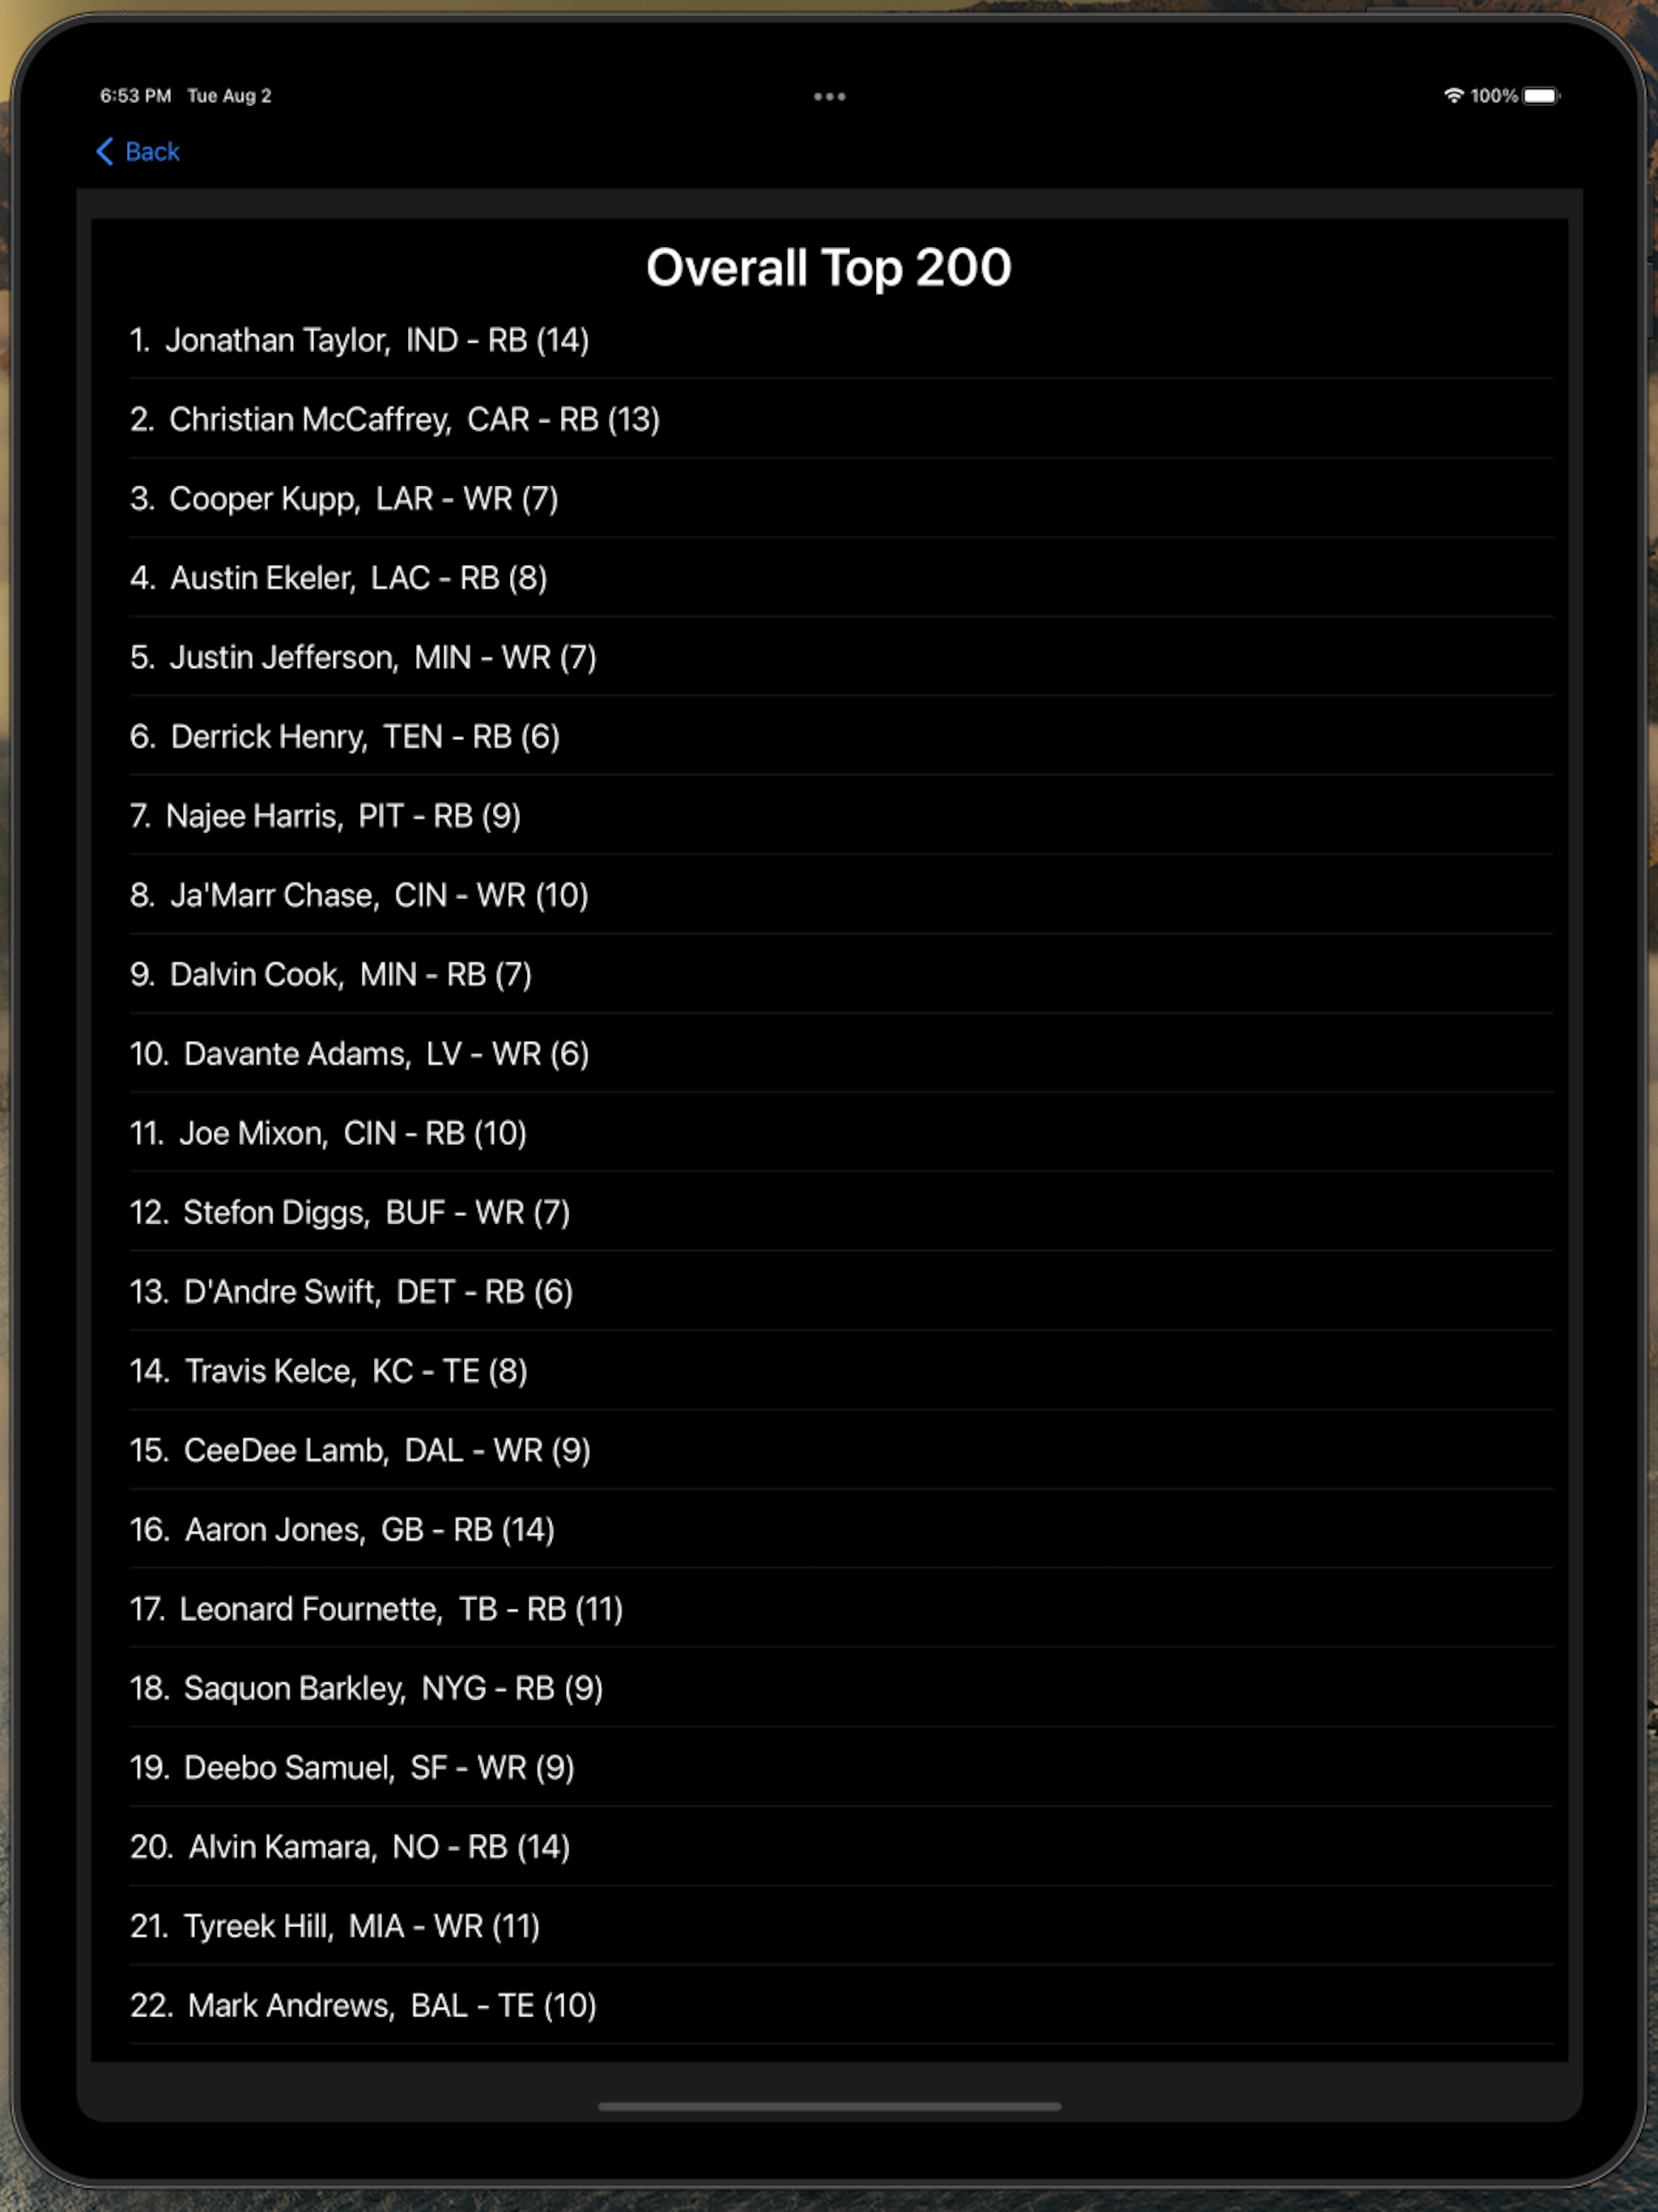 6:53 PM Tue Aug 2
100%
Back
Overall Top 200
1. Jonathan Taylor, IND - RB (14)
2. Christian McCaffrey, CAR - RB (13)
3. Cooper Kupp, LAR - WR (7)
4. Austin Ekeler, LAC - RB (8)
5. Justin Jefferson, MIN - WR (7)
6. Derrick Henry, TEN - RB (6)
7. Najee Harris, PIT - RB (9)
8. Ja'Marr Chase, CIN - WR (10)
9. Dalvin Cook, MIN - RB (7)
10. Davante Adams, LV - WR (6)
11. Joe Mixon, CIN - RB (10)
12. Stefon Diggs, BUF - WR (7)
13. D'Andre Swift, DET - RB (6)
14. Travis Kelce, KC - TE (8)
15. CeeDee Lamb, DAL - WR (9)
16. Aaron Jones, GB - RB (14)
17. Leonard Fournette, TB - RB (11)
18. Saquon Barkley, NYG - RB (9)
19. Deebo Samuel, SF - WR (9)
20. Alvin Kamara, NO - RB (14)
21. Tyreek Hill, MIA - WR (11)
22. Mark Andrews, BAL - TE (10)